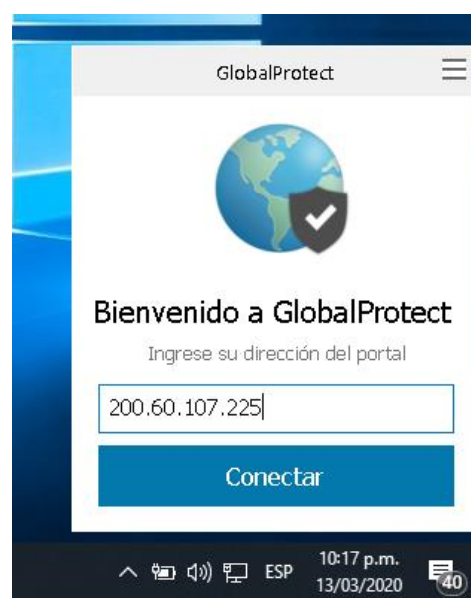 GlobalProtect
Bienvenido a GlobalProtect
Ingrese su dirección del portal
200.60.107.225
Conectar
ESP
10:17 p.m.
13/03/2020
40